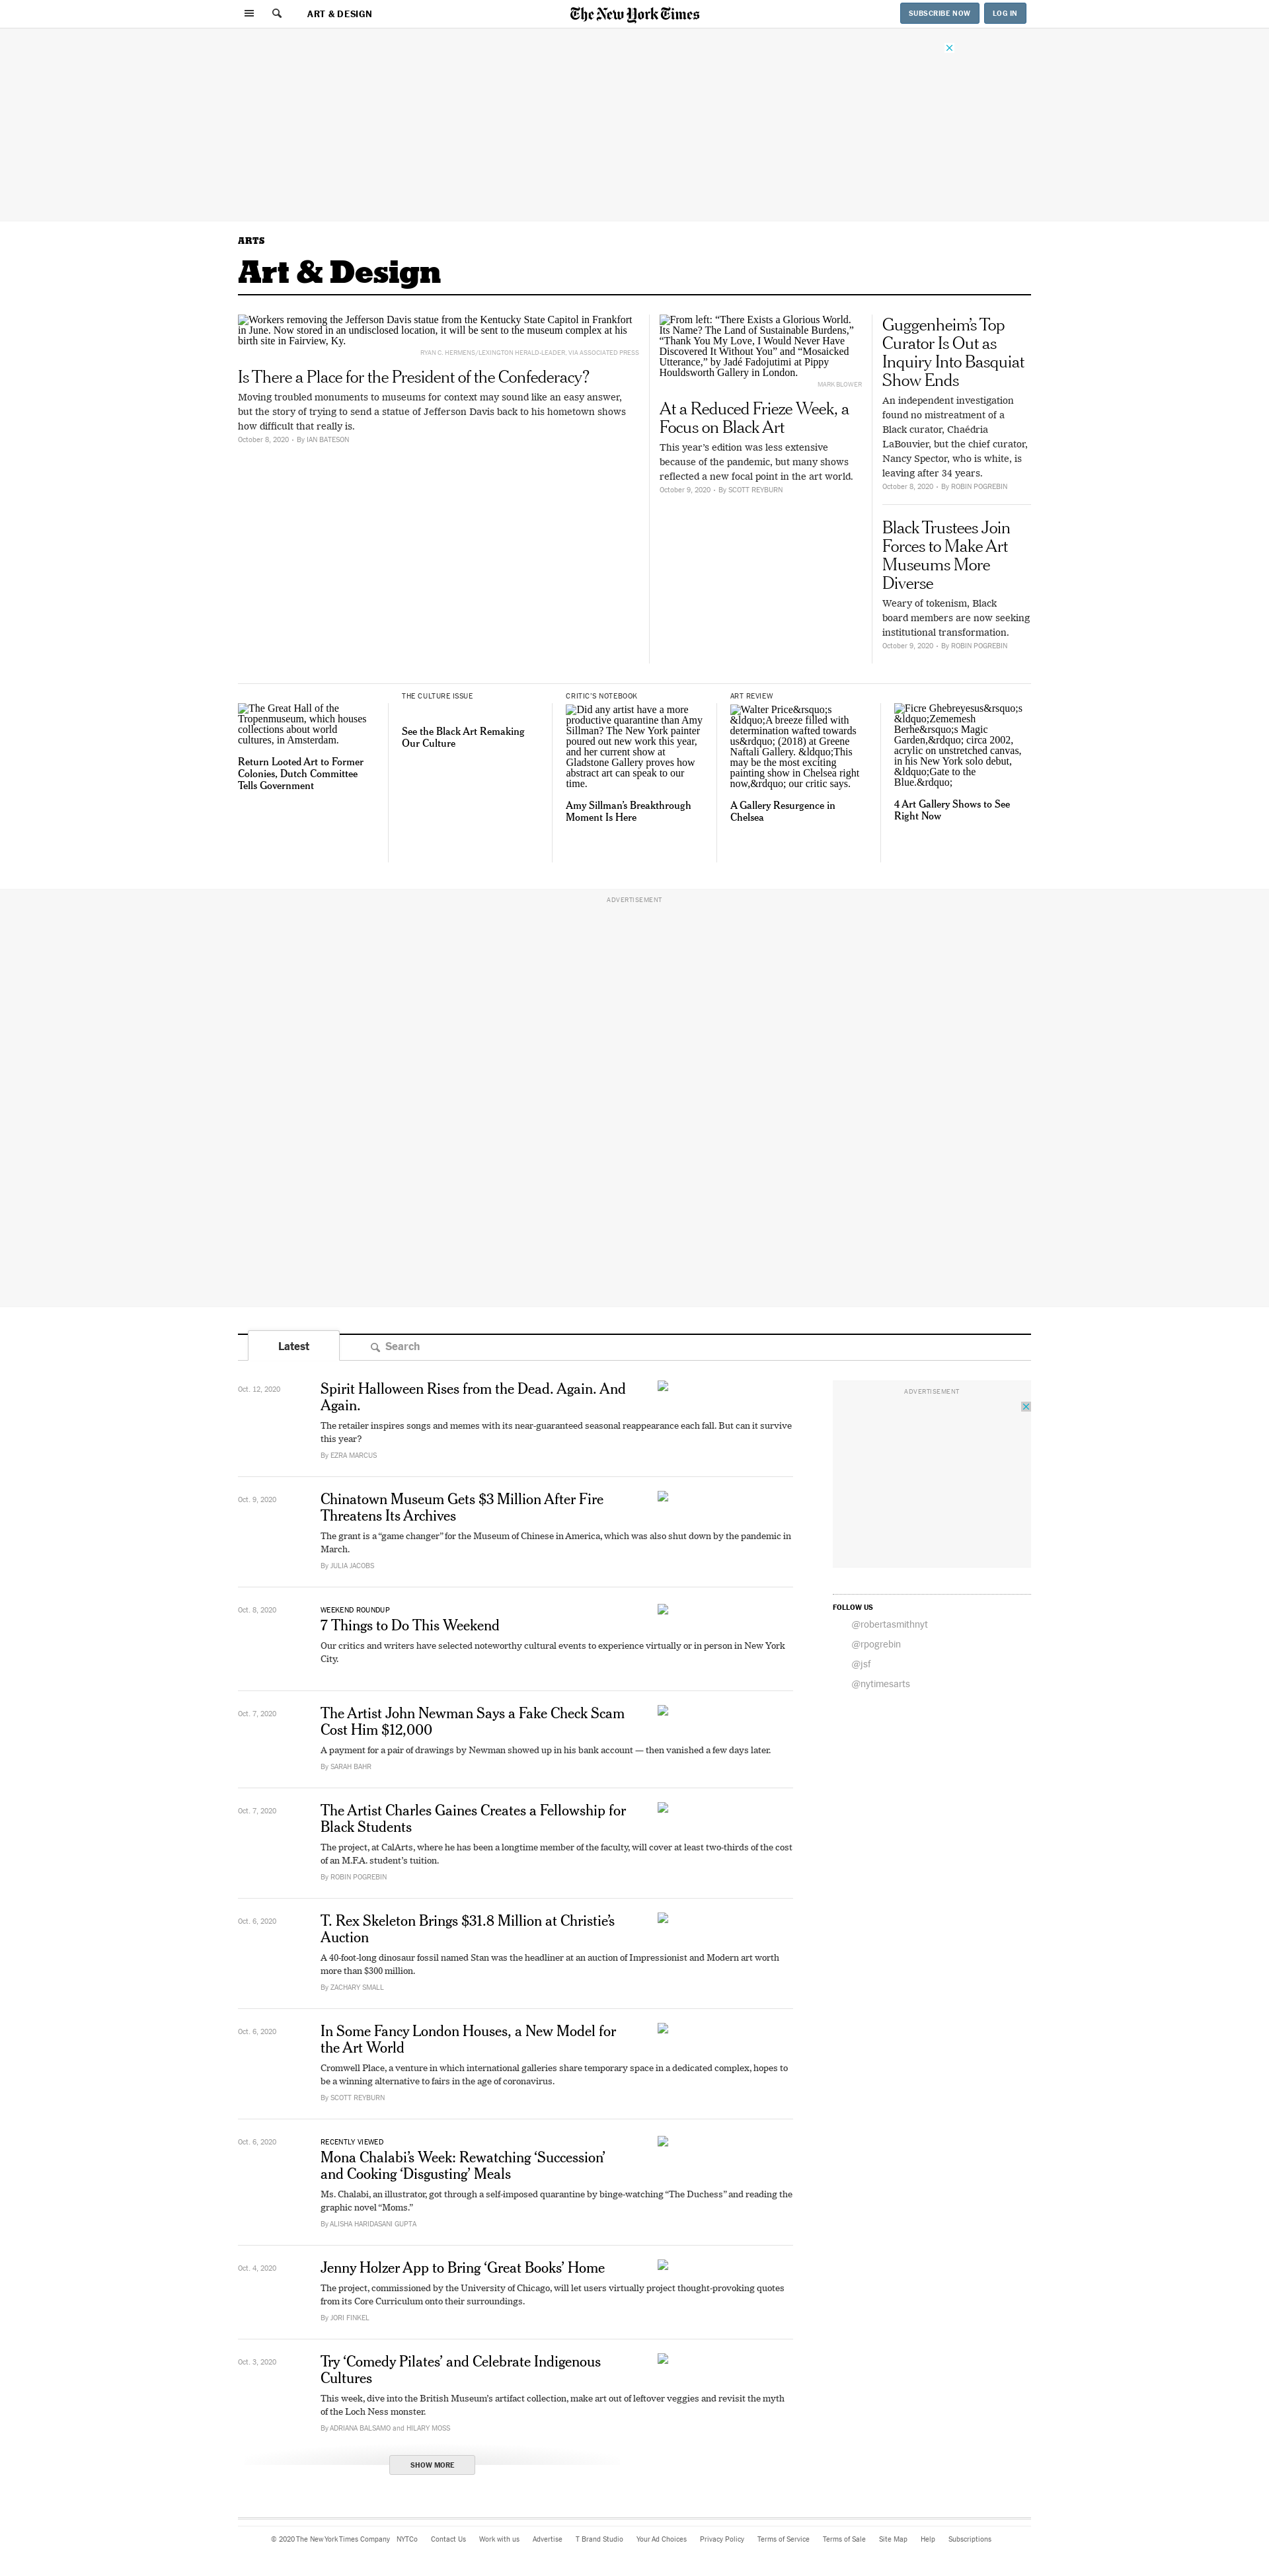 ART & DESIGN
The New York Times
SUBSCRIBE NOW
LOG IN
ARTS
Art & Design
Workers removing the Jefferson Davis statue from the Kentucky State Capitol in Frankfort
in June. Now stored in an undisclosed location, it will be sent to the museum complex at his
birth site in Fairview, Ky.
RYAN C. HERMENS/LEXINGTON HERALD-LEADER, VIA ASSOCIATED PRESS
Is There a Place for the President of the Confederacy?
Moving troubled monuments to museums for context may sound like an easy answer,
but the story of trying to send a statue of Jefferson Davis back to his hometown shows
how difficult that really is.
October 8, 2020 - By IAN BATESON
From left: “There Exists a Glorious World.
Its Name? The Land of Sustainable Burdens,”
“Thank You My Love, I Would Never Have
Discovered It Without You” and “Mosaicked
Utterance,” by Jadé Fadojutimi at Pippy
Houldsworth Gallery in London.
MARK BLOWER
At a Reduced Frieze Week, a
Focus on Black Art
This year’s edition was less extensive
because of the pandemic, but many shows
reflected a new focal point in the art world.
October 9, 2020 - By SCOTT REYBURN
Guggenheim’s Top
Curator Is Out as
Inquiry Into Basquiat
Show Ends
An independent investigation
found no mistreatment of a
Black curator, Chaédria
LaBouvier, but the chief curator,
Nancy Spector, who is white, is
leaving after 34 years.
October 8, 2020 - By ROBIN POGREBIN
Black Trustees Join
Forces to Make Art
Museums More
Diverse
Weary of tokenism, Black
board members are now seeking
institutional transformation.
October 9, 2020 - By ROBIN POGREBIN
The Great Hall of the
Tropenmuseum, which houses
collections about world
cultures, in Amsterdam.
Return Looted Art to Former
Colonies, Dutch Committee
Tells Government
THE CULTURE ISSUE
See the Black Art Remaking
Our Culture
CRITIC’S NOTEBOOK
Did any artist have a more
productive quarantine than Amy
Sillman? The New York painter
poured out new work this year,
and her current show at
Gladstone Gallery proves how
abstract art can speak to our
time.
Amy Sillman’s Breakthrough
Moment Is Here
ART REVIEW
Walter Price&rsquo;s
&ldquo;A breeze filled with
determination wafted towards
us&rdquo; (2018) at Greene
Naftali Gallery. &ldquo;This
may be the most exciting
painting show in Chelsea right
now,&rdquo; our critic says.
A Gallery Resurgence in
Chelsea
Ficre Ghebreyesus&rsquo;s
&ldquo;Zememesh
Berhe&rsquo;s Magic
Garden,&rdquo; circa 2002,
acrylic on unstretched canvas,
in his New York solo debut,
&ldquo;Gate to the
Blue.&rdquo;
4 Art Gallery Shows to See
Right Now
ADVERTISEMENT
Latest
Search
Oct. 12, 2020
Spirit Halloween Rises from the Dead. Again. And
Again.
The retailer inspires songs and memes with its near-guaranteed seasonal reappearance each fall. But can it survive
this year?
By EZRA MARCUS
Oct. 9, 2020
Chinatown Museum Gets $3 Million After Fire
Threatens Its Archives
The grant is a “game changer” for the Museum of Chinese in America, which was also shut down by the pandemic in
March.
By JULIA JACOBS
Oct. 8, 2020
WEEKEND ROUNDUP
7 Things to Do This Weekend
Our critics and writers have selected noteworthy cultural events to experience virtually or in person in New York
City.
Oct. 7, 2020
The Artist John Newman Says a Fake Check Scam
Cost Him $12,000
A payment for a pair of drawings by Newman showed up in his bank account — then vanished a few days later.
By SARAH BAHR
Oct. 7, 2020
The Artist Charles Gaines Creates a Fellowship for
Black Students
The project, at CalArts, where he has been a longtime member of the faculty, will cover at least two-thirds of the cost
of an M.F.A. student’s tuition.
By ROBIN POGREBIN
Oct. 6, 2020
T. Rex Skeleton Brings $31.8 Million at Christie’s
Auction
A 40-foot-long dinosaur fossil named Stan was the headliner at an auction of Impressionist and Modern art worth
more than $300 million.
By ZACHARY SMALL
Oct. 6, 2020
In Some Fancy London Houses, a New Model for
the Art World
Cromwell Place, a venture in which international galleries share temporary space in a dedicated complex, hopes to
be a winning alternative to fairs in the age of coronavirus.
By SCOTT REYBURN
Oct. 6, 2020
RECENTLY VIEWED
Mona Chalabi’s Week: Rewatching ‘Succession’
and Cooking ‘Disgusting’ Meals
Ms. Chalabi, an illustrator, got through a self-imposed quarantine by binge-watching “The Duchess” and reading the
graphic novel “Moms.”
By ALISHA HARIDASANI GUPTA
Oct. 4, 2020
Jenny Holzer App to Bring ‘Great Books’ Home
The project, commissioned by the University of Chicago, will let users virtually project thought-provoking quotes
from its Core Curriculum onto their surroundings.
By JORI FINKEL
Oct. 3, 2020
Try ‘Comedy Pilates’ and Celebrate Indigenous
Cultures
This week, dive into the British Museum’s artifact collection, make art out of leftover veggies and revisit the myth
of the Loch Ness monster.
By ADRIANA BALSAMO and HILARY MOSS
SHOW MORE
ADVERTISEMENT
FOLLOW US
@robertasmithnyt
@rpogrebin
@jsf
@nytimesarts
© 2020 The New York Times Company NYTCo Contact Us Work with us Advertise T Brand Studio Your Ad Choices Privacy Policy Terms of Service Terms of Sale Site Map Help Subscriptions